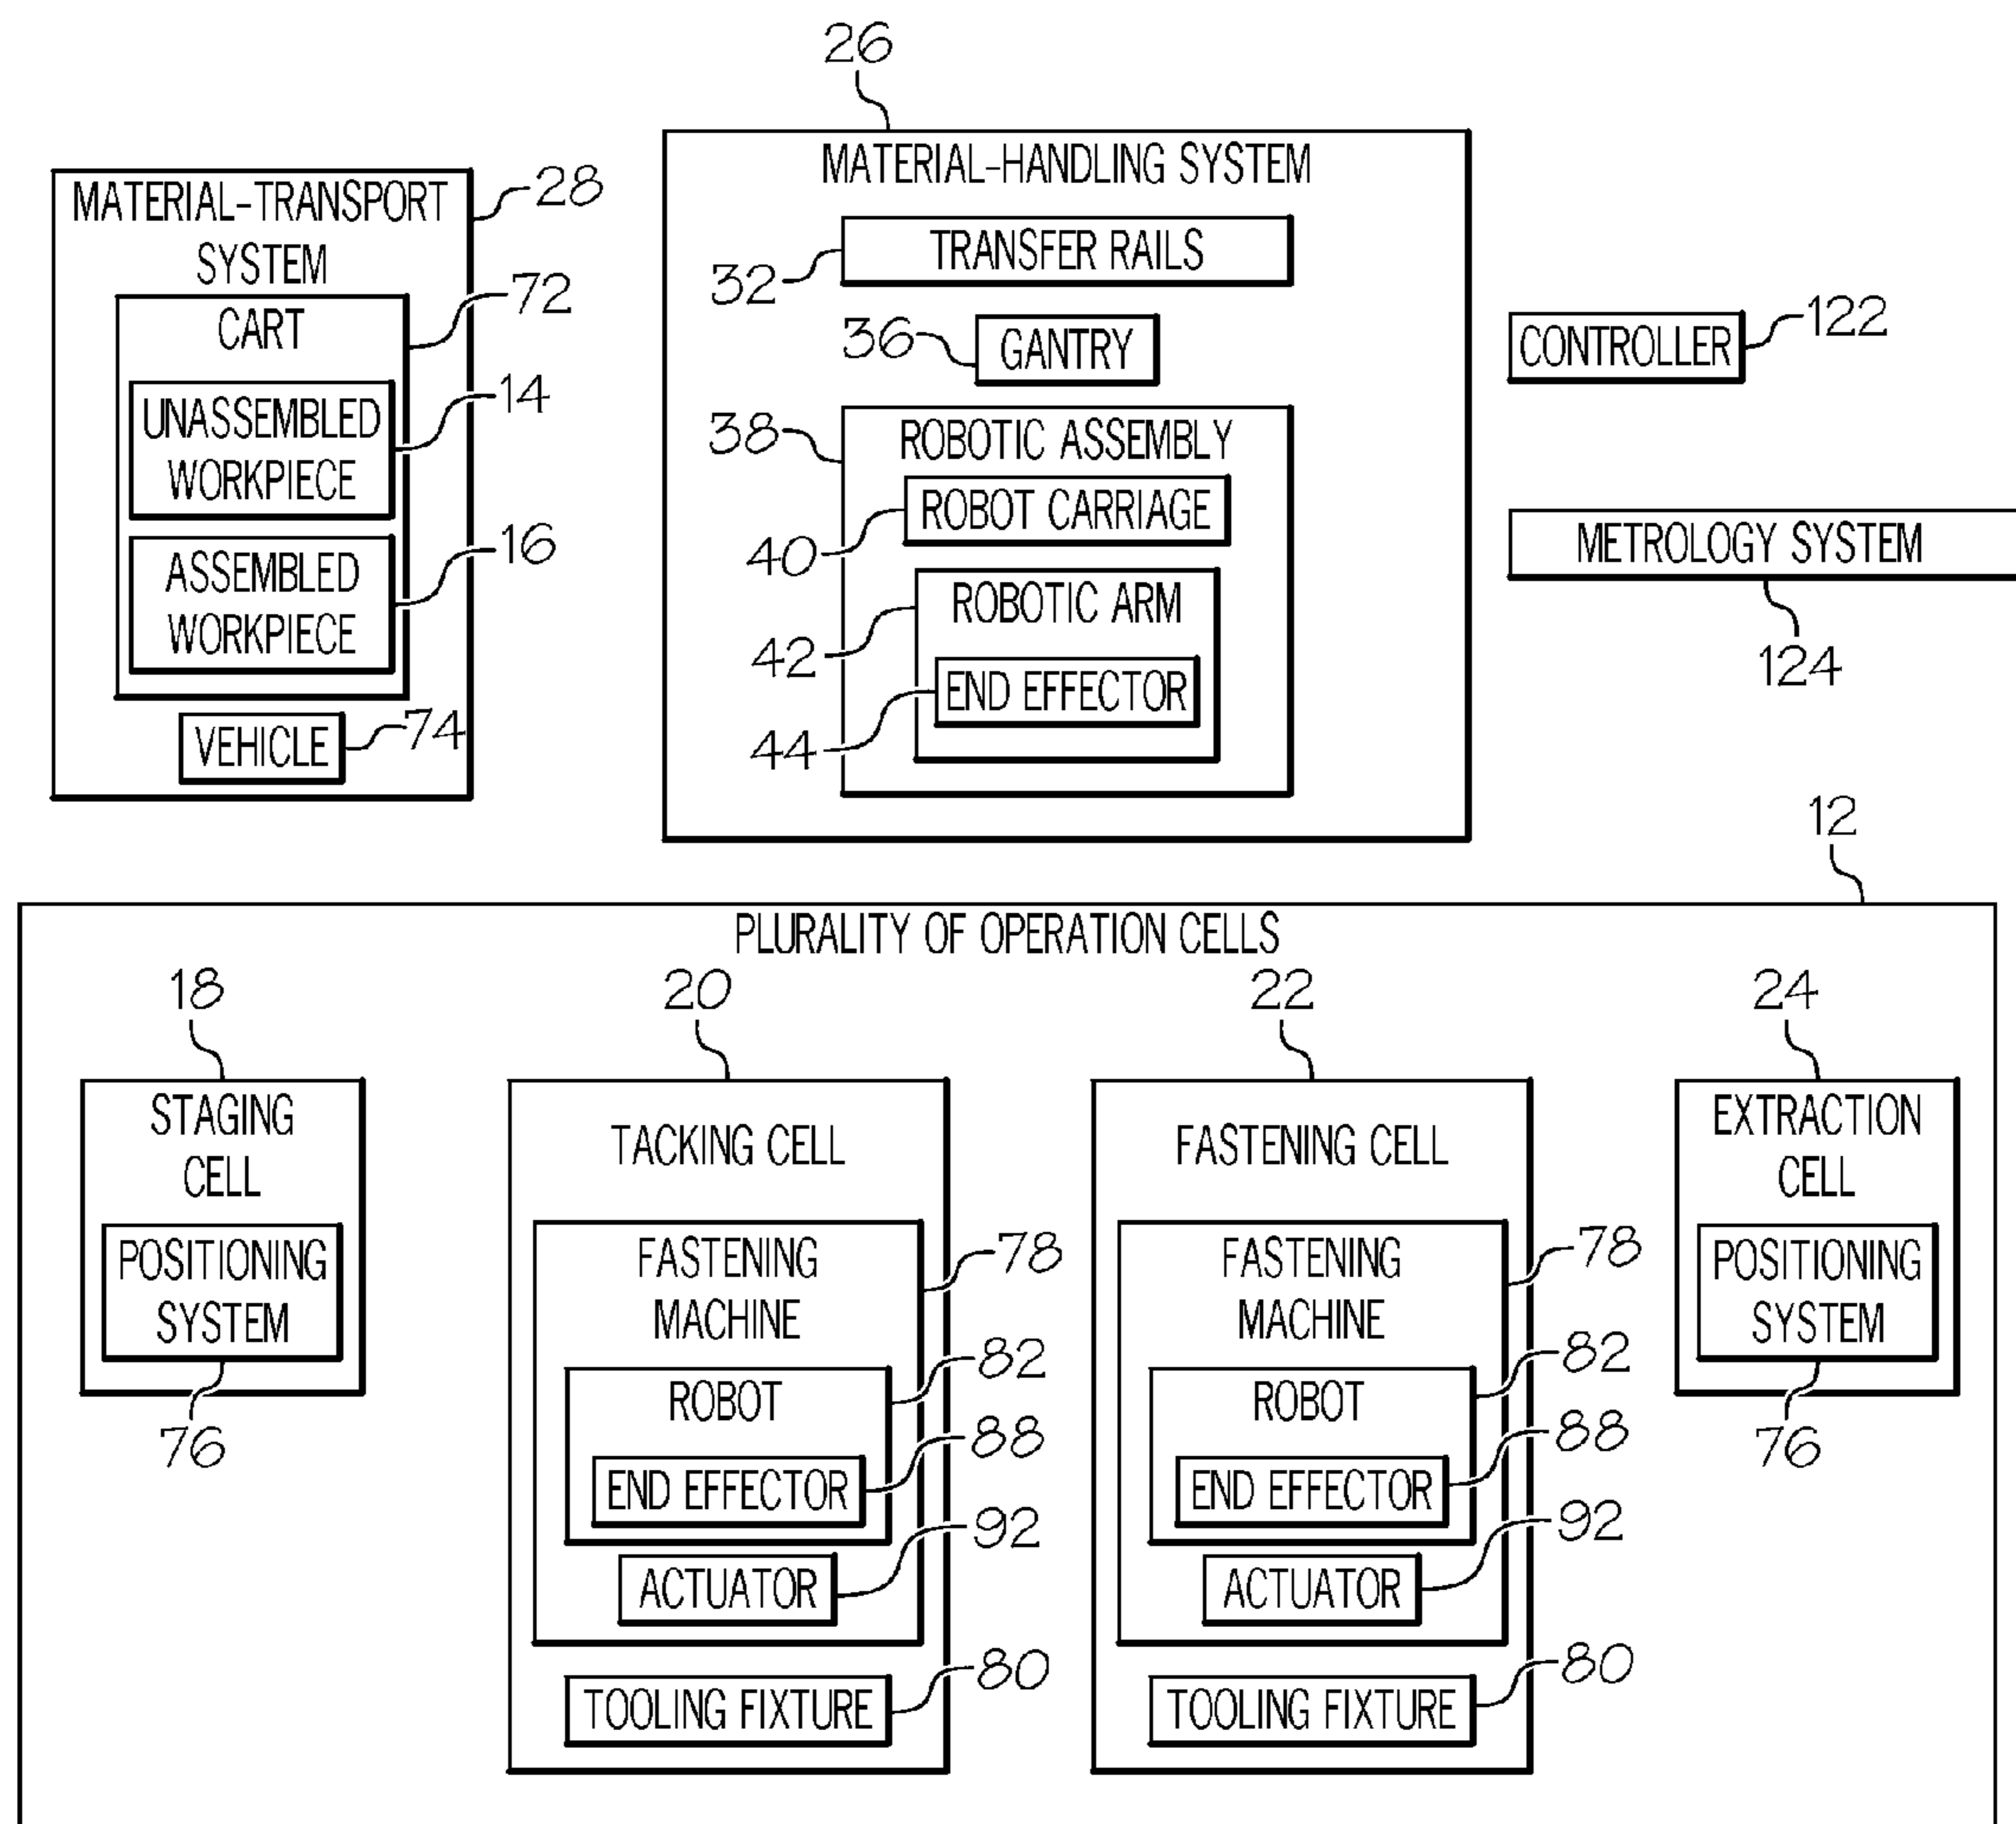 26
MATERIAL-HANDLING SYSTEM
MATERIAL-TRANSPORT
SYSTEM
28
CART
72
UNASSEMBLED
WORKPIECE
14
ASSEMBLED
WORKPIECE
16
VEHICLE
74
TRANSFER RAILS
32
36
GANTRY
38
ROBOTIC ASSEMBLY
ROBOT CARRIAGE
40
ROBOTIC ARM
42
END EFFECTOR
44
CONTROLLER
122
METROLOGY SYSTEM
124
12
PLURALITY OF OPERATION CELLS
18
STAGING
CELL
POSITIONING
SYSTEM
76
20
TACKING CELL
FASTENING
MACHINE
78
ROBOT
82
END EFFECTOR
88
ACTUATOR
92
TOOLING FIXTURE
80
22
FASTENING CELL
FASTENING
MACHINE
78
ROBOT
82
END EFFECTOR
88
ACTUATOR
92
TOOLING FIXTURE
80
24
EXTRACTION
CELL
POSITIONING
SYSTEM
76